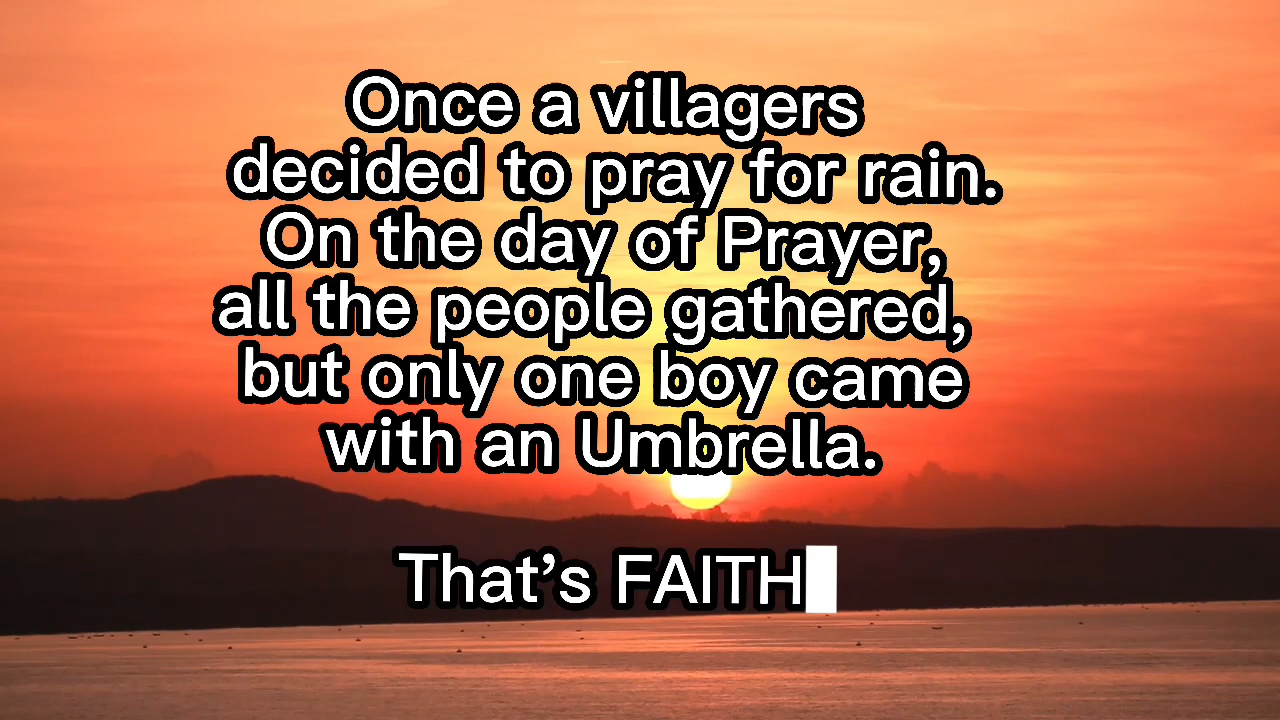 Once a villagers
decided to pray for rain.
On the day of Prayer,
all the people gathered,
but only one boy came
with an Umbrella.
That’s FAITH